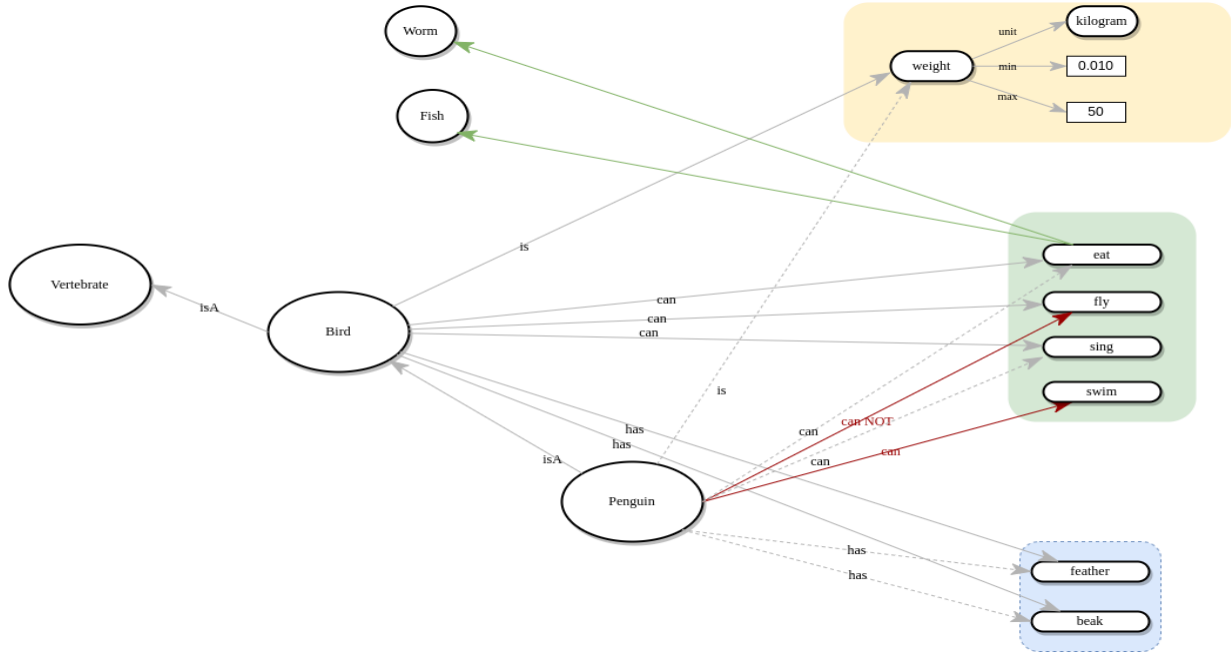 Worm
kilogram
unit
weight
min
0.010
max
50
Fish
is
eat
Vertebrate
isA
can
fly
Bird
can
can
sing
is
swim
can NOT
has
can
has
can
isA
can
Penguin
has
feather
has
beak